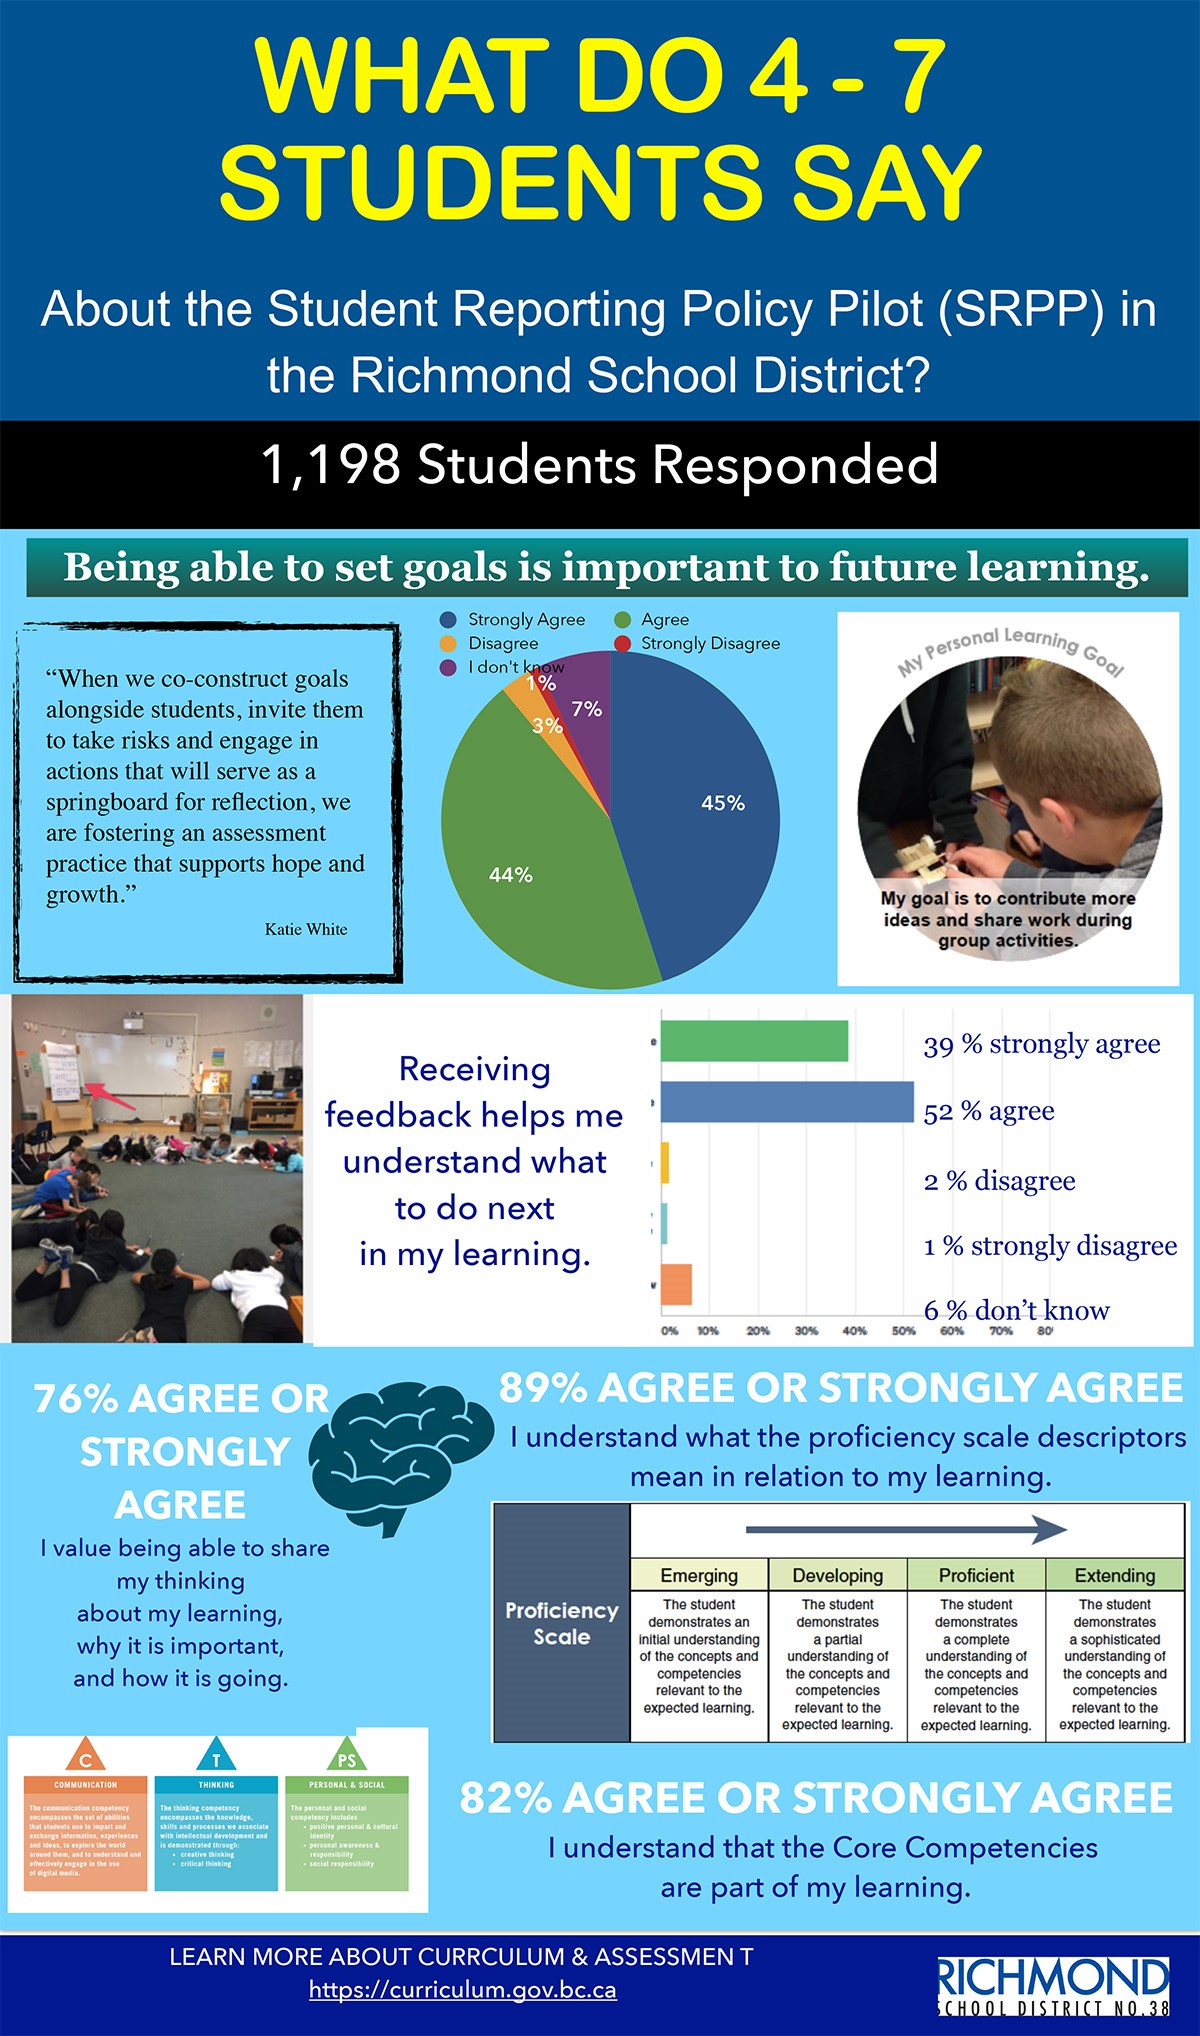 WHAT DO 4 - 7
STUDENTS SAY
About the Student Reporting Policy Pilot (SRPP) in
the Richmond School District?
1,198 Students Responded
Being able to set goals is important to future learning.
“When we co-construct goals
alongside students, invite them
to take risks and engage in
actions that will serve as a
springboard for reflection, we
are fostering an assessment
practice that supports hope and
growth.”
Katie White
Strongly Agree
Agree
Disagree
Strongly Disagree
I don't know
1%
7%
3%
45%
44%
My Personal Learning Goal
My goal is to contribute more
ideas and share work during
group activities.
Receiving
feedback helps me
understand what
to do next
in my learning.
39 % strongly agree
52 % agree
2 % disagree
1 % strongly disagree
6 % don’t know
0% 10% 20% 30% 40% 50% 60% 70% 80
76% AGREE OR
STRONGLY
AGREE
I value being able to share
my thinking
about my learning,
why it is important,
and how it is going.
89% AGREE OR STRONGLY AGREE
I understand what the proficiency scale descriptors
mean in relation to my learning.
Proficiency
Scale
Emerging
The student
demonstrates an
initial understanding
of the concepts and
competencies
relevant to the
expected learning.
Developing
The student
demonstrates
a partial
understanding of
the concepts and
competencies
relevant to the
expected learning.
Proficient
The student
demonstrates
a complete
understanding of
the concepts and
competencies
relevant to the
expected learning.
Extending
The student
demonstrates
a sophisticated
understanding of
the concepts and
competencies
relevant to the
expected learning.
C
COMMUNICATION
The communication competency
encompasses the set of abilities
that students use to impart and
exchange information, experiences
and ideas, to explore the world
around them, and to understand and
effectively engage in the use
of digital media.
T
THINKING
The thinking competency
encompasses the knowledge,
skills and processes we associate
with intellectual development and
is demonstrated through:
• creative thinking
• critical thinking
PS
PERSONAL & SOCIAL
The personal and social
competency includes
• positive personal & cultural
identity
• personal awareness &
responsibility
• social responsibility
82% AGREE OR STRONGLY AGREE
I understand that the Core Competencies
are part of my learning.
LEARN MORE ABOUT CURRCULUM & ASSESSMEN T
https://curriculum.gov.bc.ca
RICHMOND
SCHOOL DISTRICT NO.38